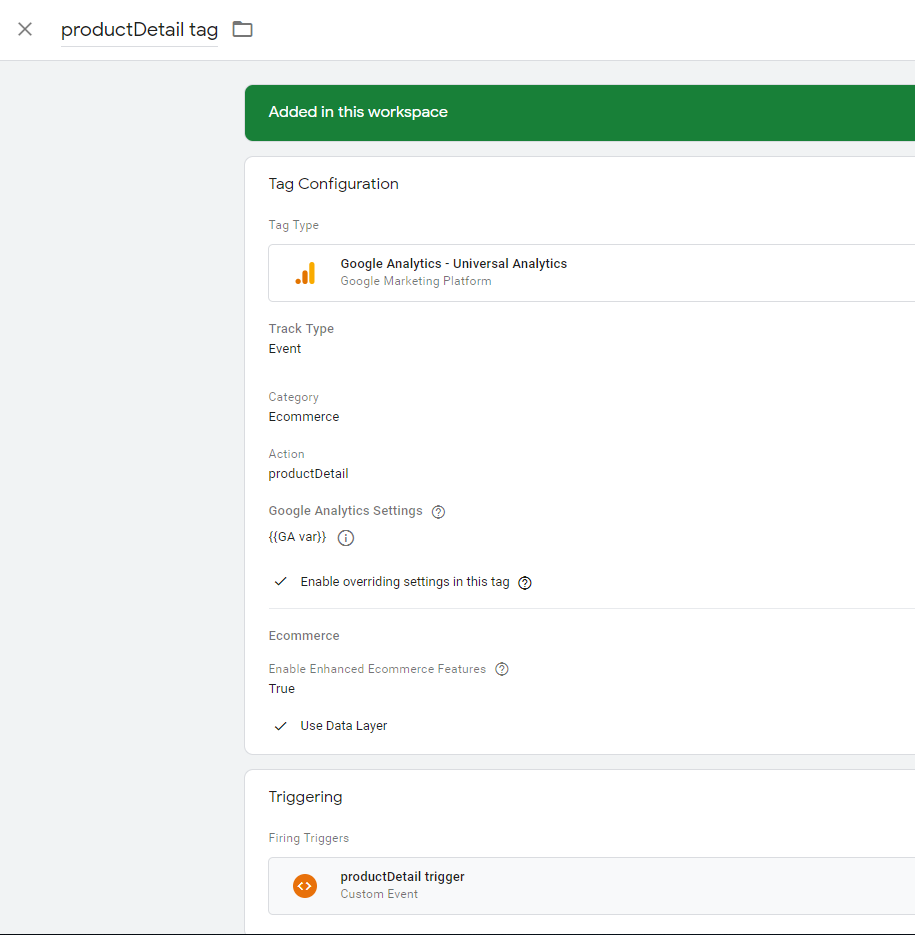 productDetail tag
Added in this workspace
Tag Configuration
Tag Type
Google Analytics - Universal Analytics
Google Marketing Platform
Track Type
Event
Category
Ecommerce
Action
productDetail
Google Analytics Settings
{{GA var}}
Enable overriding settings in this tag
Ecommerce
Enable Enhanced Ecommerce Features
True
Use Data Layer
Triggering
Firing Triggers
productDetail trigger
Custom Event